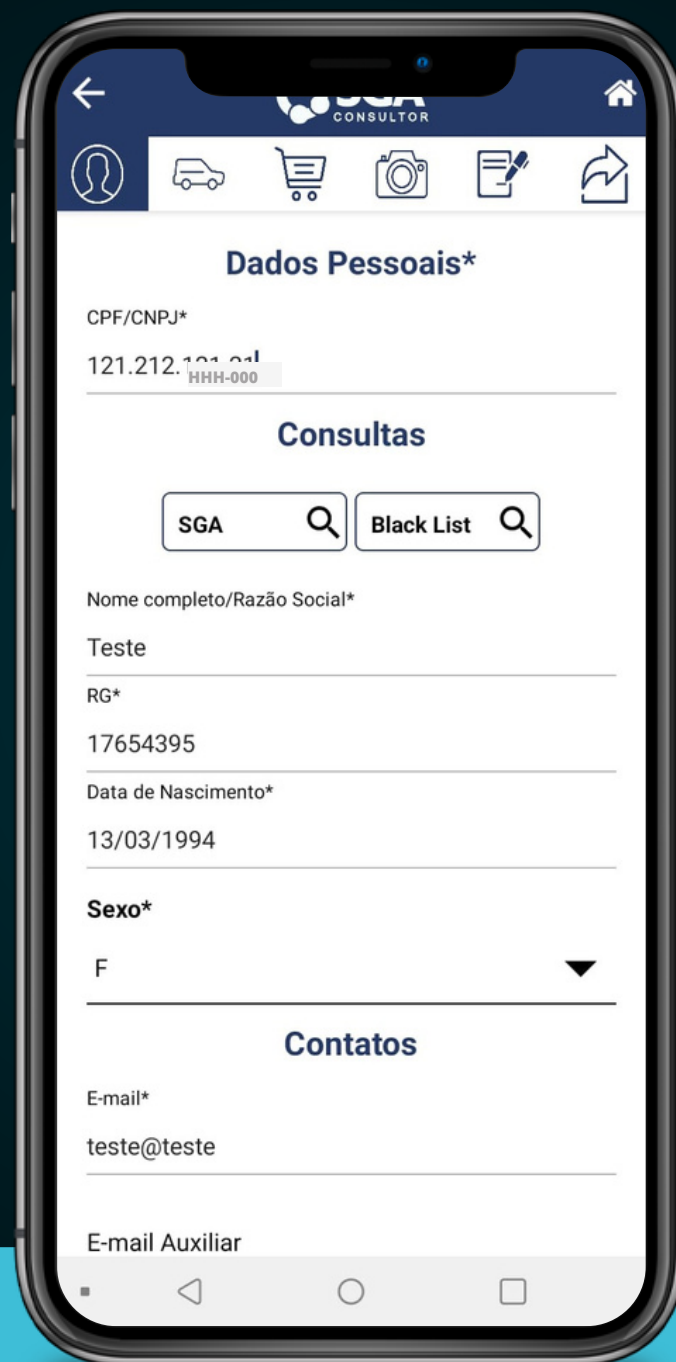 CONSULTOR
Dados Pessoais*
CPF/CNPJ*
121.212.
HHH-000
Consultas
SGA
Black List
Nome completo/Razão Social*
Teste
RG*
17654395
Data de Nascimento*
13/03/1994
Sexo*
F
Contatos
E-mail*
teste@teste
E-mail Auxiliar